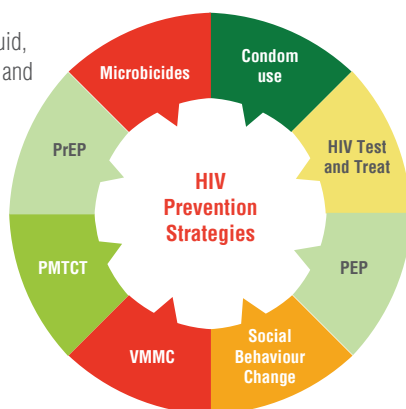 uid,
and
Microbicides
Condom
use
HIV Test
and Treat
PEP
Social
Behaviour
Change
VMMC
PMTCT
PrEP
HIV
Prevention
Strategies